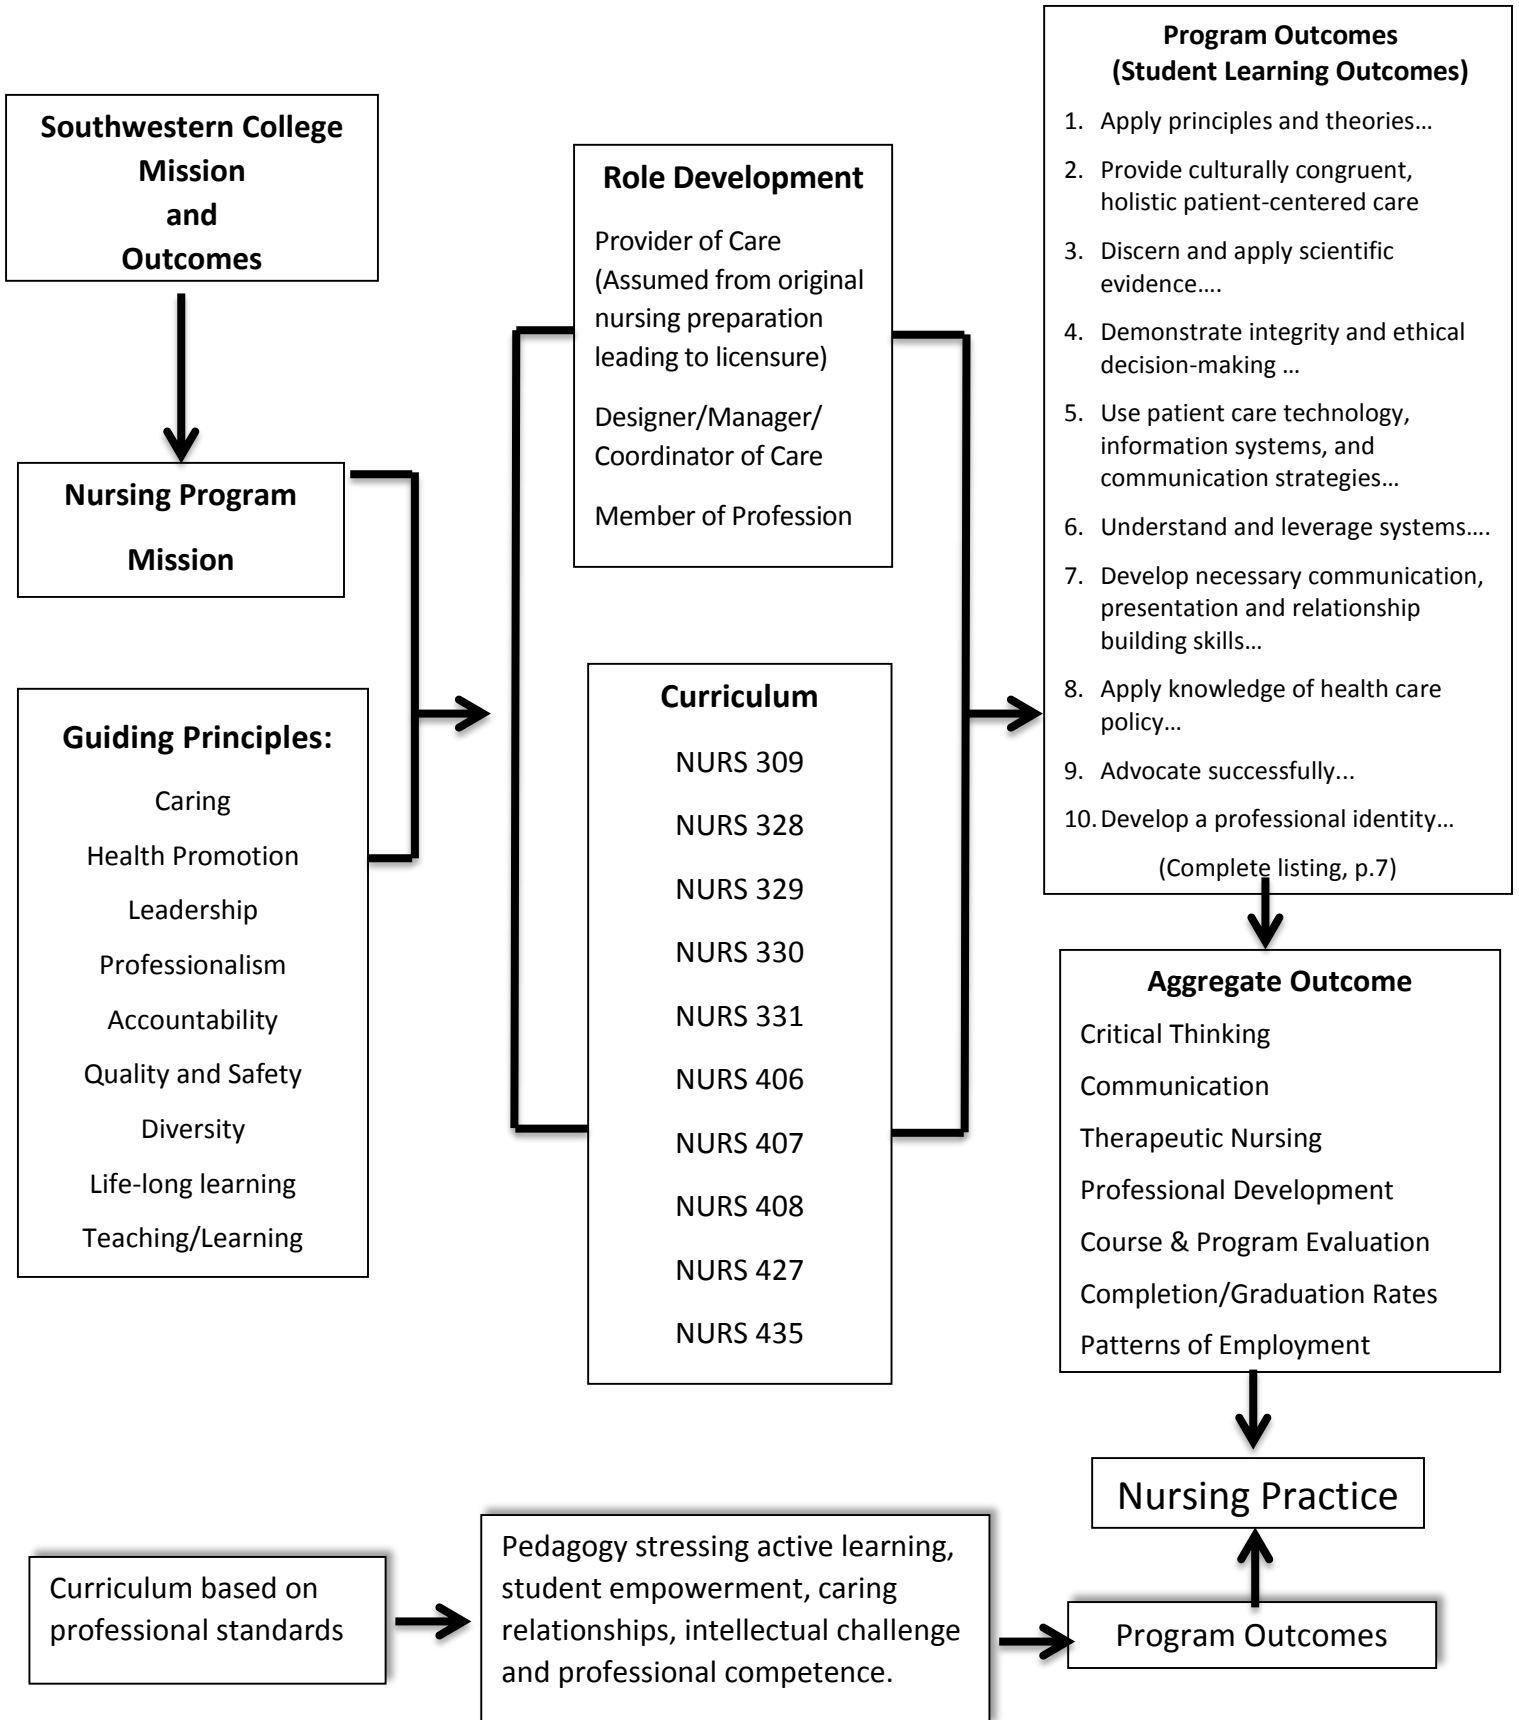 Southwestern College
Mission
and
Outcomes
Nursing Program
Mission
Guiding Principles:
Caring
Health Promotion
Leadership
Professionalism
Accountability
Quality and Safety
Diversity
Life-long learning
Teaching/Learning
Role Development
Provider of Care
(Assumed from original
nursing preparation
leading to licensure)
Designer/Manager/
Coordinator of Care
Member of Profession
Curriculum
NURS 309
NURS 328
NURS 329
NURS 330
NURS 331
NURS 406
NURS 407
NURS 408
NURS 427
NURS 435
Program Outcomes
(Student Learning Outcomes)
1. Apply principles and theories…
2. Provide culturally congruent,
holistic patient-centered care
3. Discern and apply scientific
evidence….
4. Demonstrate integrity and ethical
decision-making …
5. Use patient care technology,
information systems, and
communication strategies…
6. Understand and leverage systems….
7. Develop necessary communication,
presentation and relationship
building skills…
8. Apply knowledge of health care
policy…
9. Advocate successfully...
10. Develop a professional identity…
(Complete listing, p.7)
Aggregate Outcome
Critical Thinking
Communication
Therapeutic Nursing
Professional Development
Course & Program Evaluation
Completion/Graduation Rates
Patterns of Employment
Nursing Practice
Curriculum based on
professional standards
Pedagogy stressing active learning,
student empowerment, caring
relationships, intellectual challenge
and professional competence.
Program Outcomes